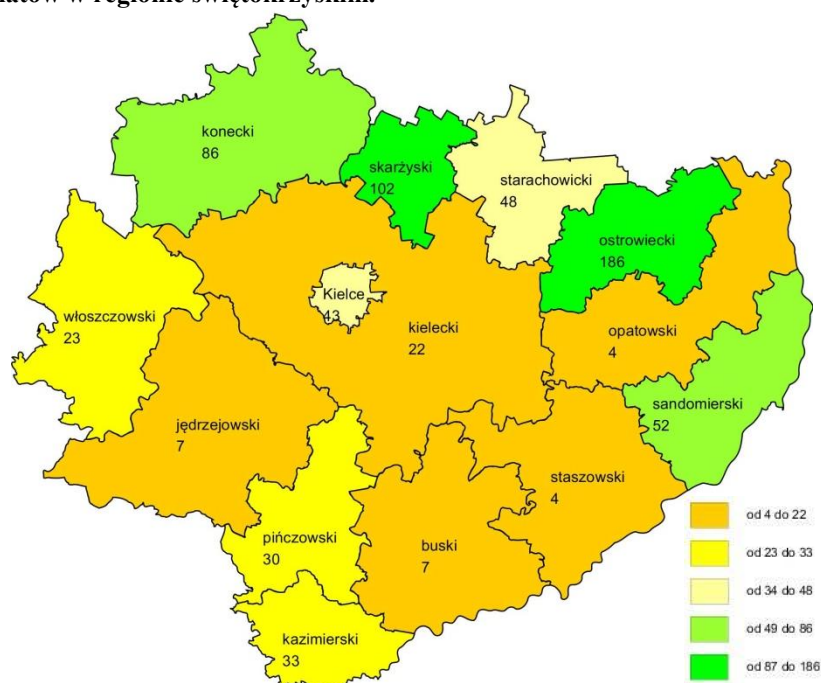 w regionie świętokrzyskim.
konecki
86
skarżyski
102
starachowicki
48
ostrowiecki
186
włoszczowski
23
Kielce
43
kielecki
22
opatowski
4
jędrzejowski
7
sandomierski
52
staszowski
4
pińczowski
30
buski
7
kazimierski
33
od 4 do 22
od 23 do 33
od 34 do 48
od 49 do 86
od 87 do 186